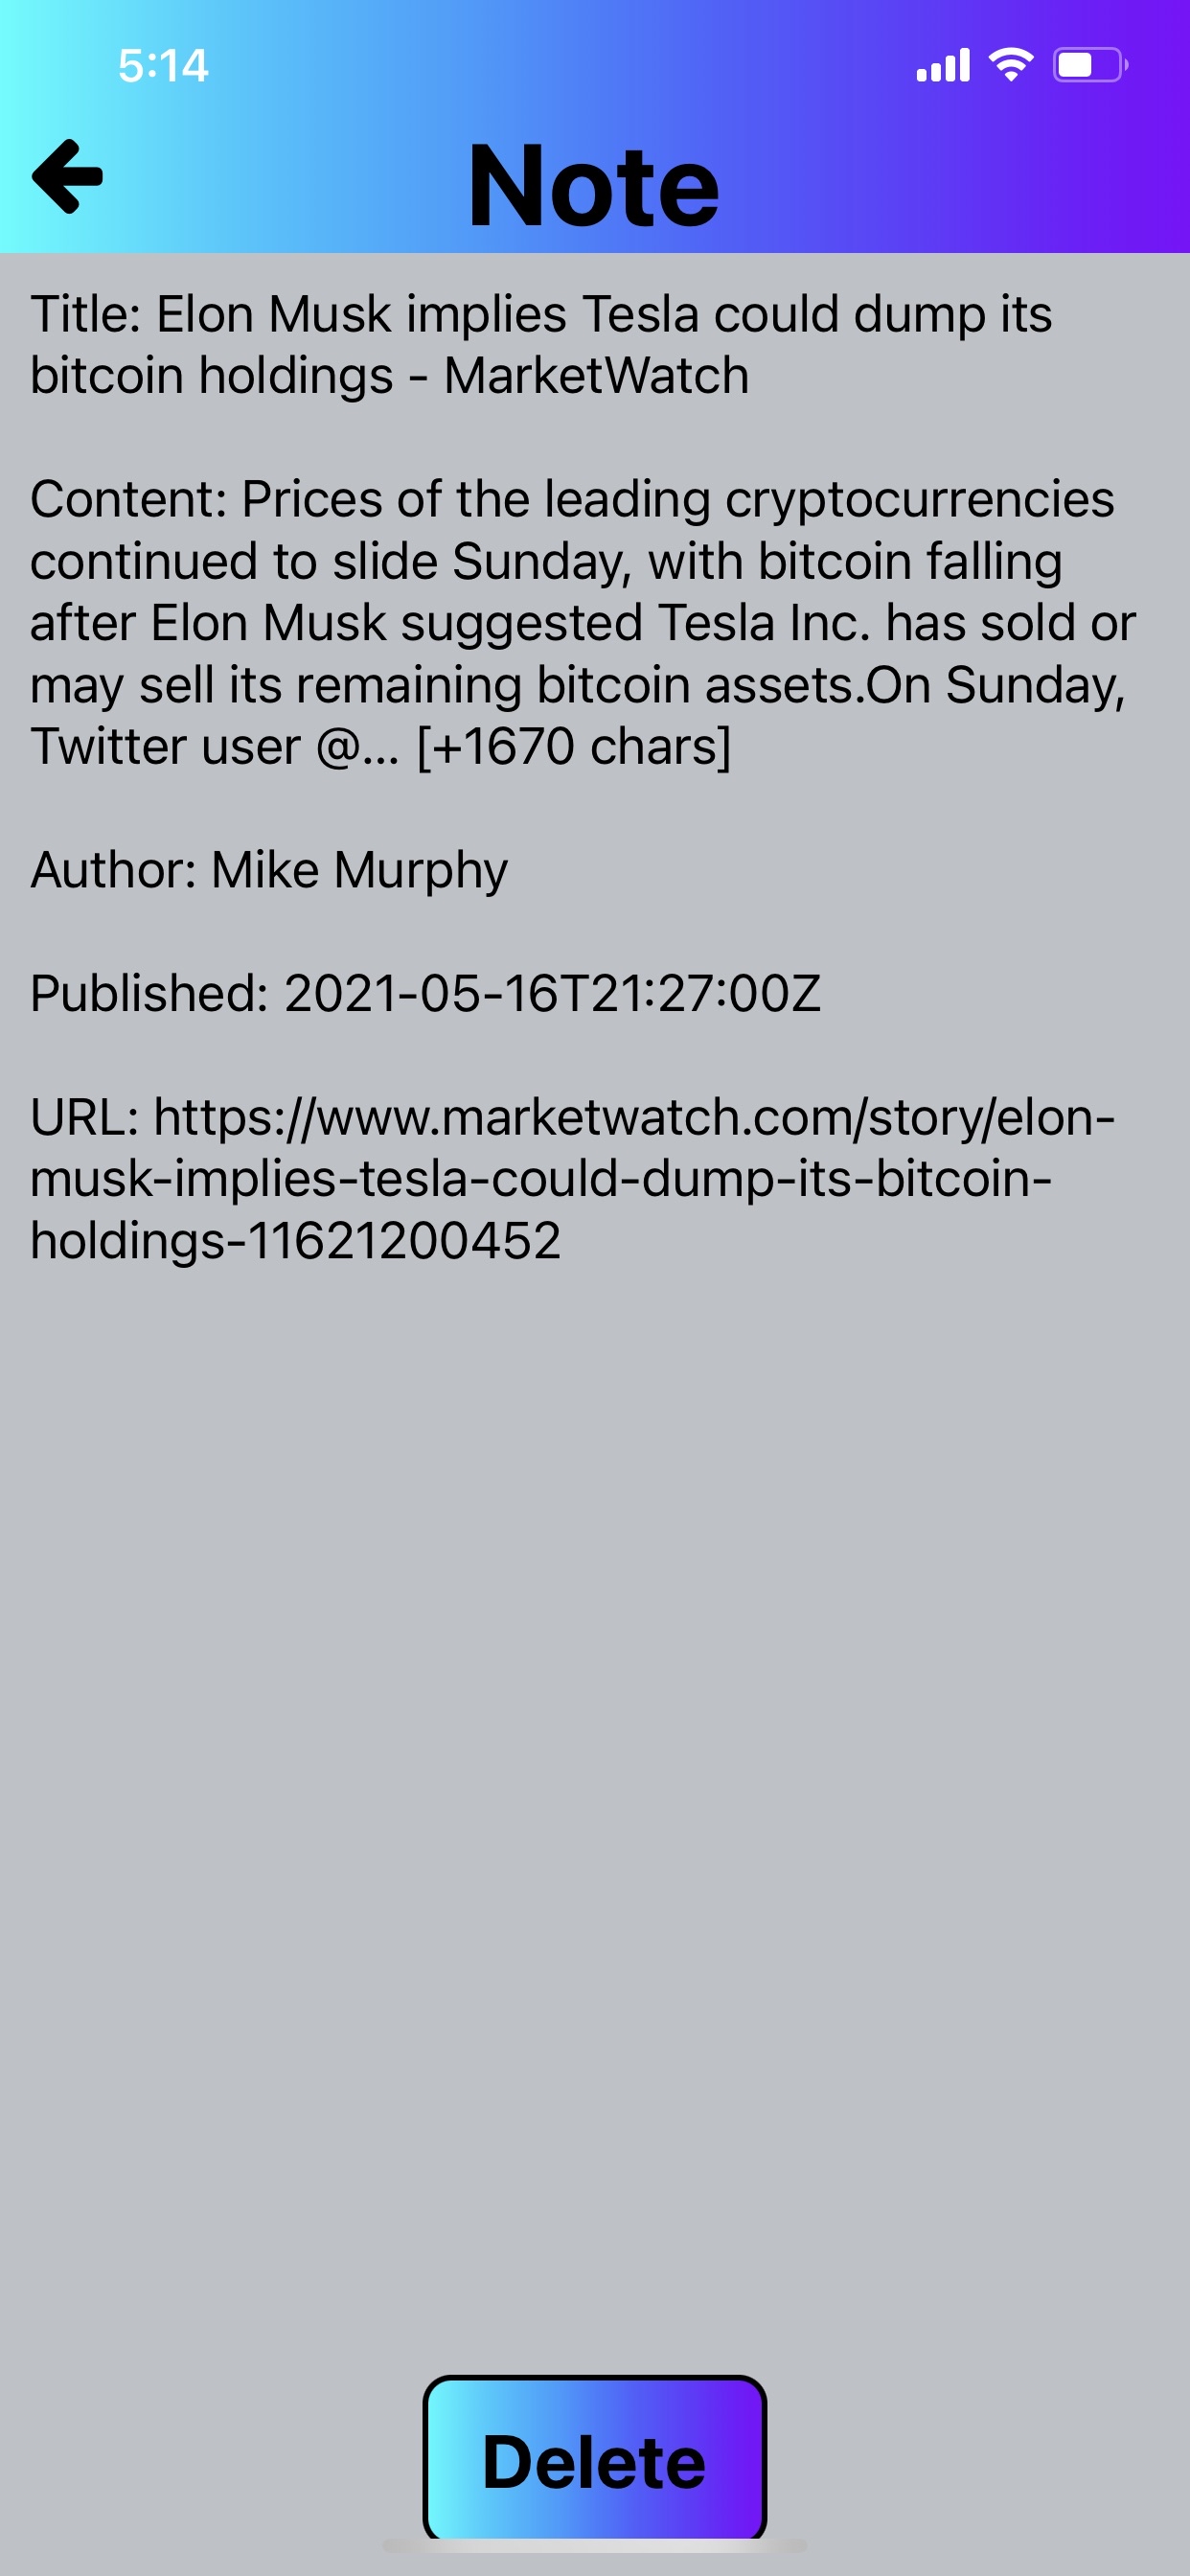 5:14
Note
Title: Elon Musk implies Tesla could dump its
bitcoin holdings - MarketWatch
Content: Prices of the leading cryptocurrencies
continued to slide Sunday, with bitcoin falling
after Elon Musk suggested Tesla Inc. has sold or
may sell its remaining bitcoin assets.On Sunday,
Twitter user @… [+1670 chars]
Author: Mike Murphy
Published: 2021-05-16T21:27:00Z
URL: https://www.marketwatch.com/story/elon-
musk-implies-tesla-could-dump-its-bitcoin-
holdings-11621200452
Delete